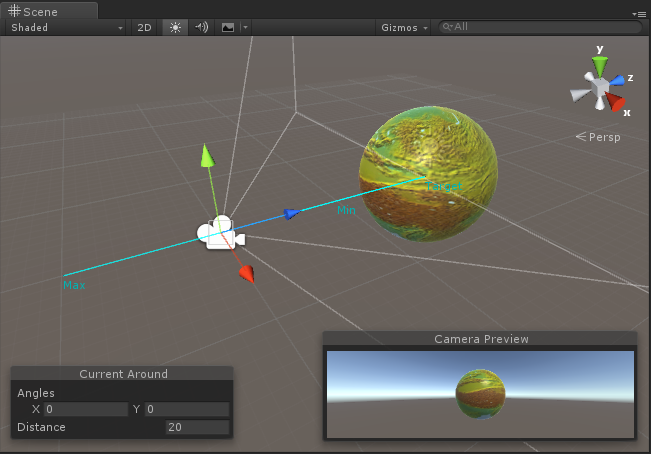 Scene
Shaded 2D Gizmos All
y
z
x
Persp
Target
Min
Max
Camera Preview
Current Around
Angles
X 0 Y 0
Distance 20